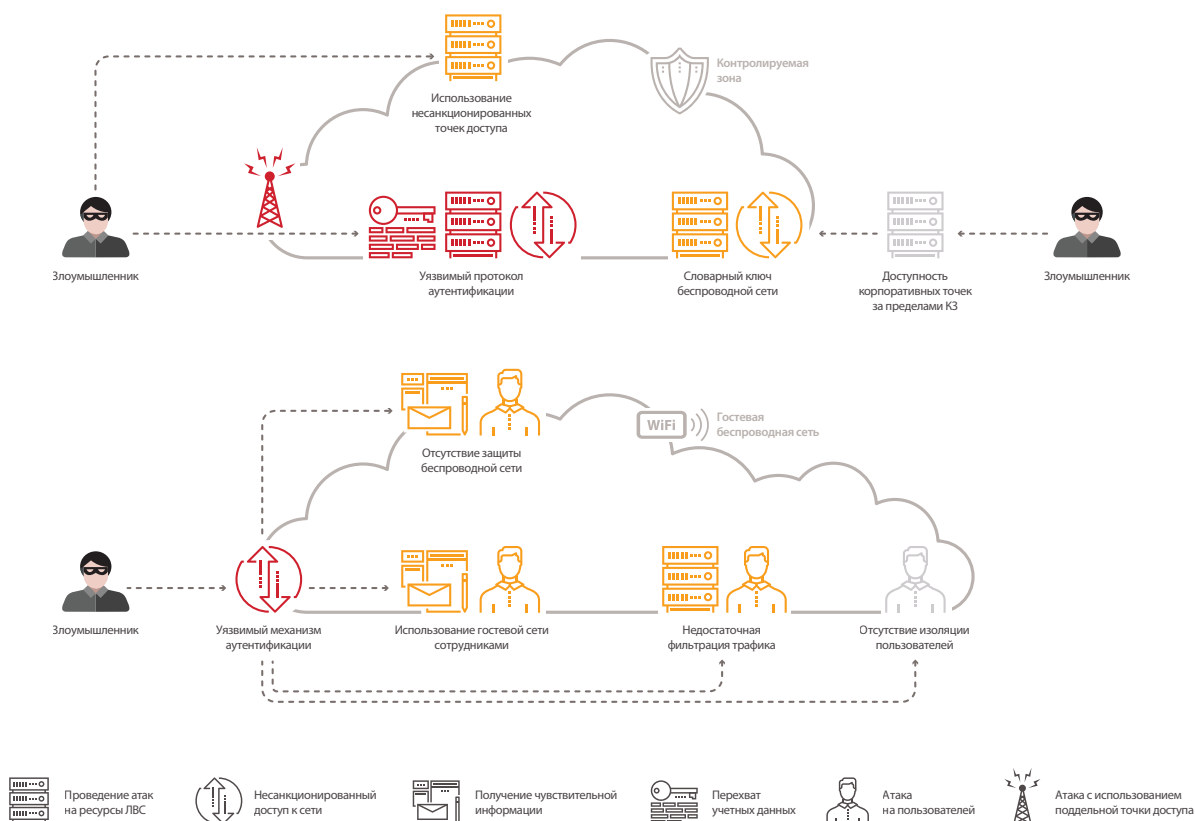 Контролируемая
зона
Использование
несанкционированных
точек доступа
Злоумышленник
Уязвимый протокол
аутентификации
Словарный ключ
беспроводной сети
Доступность
корпоративных точек
за пределами КЗ
Злоумышленник
WiFi
Гостевая
беспроводная сеть
Отсутствие защиты
беспроводной сети
Злоумышленник
Уязвимый механизм
аутентификации
Использование гостевой сети
сотрудниками
Недостаточная
фильтрация трафика
Отсутствие изоляции
пользователей
Проведение атак
на ресурсы ЛВС
Несанкционированный
доступ к сети
Получение чувствительной
информации
Перехват
учетных данных
Атака
на пользователей
Атака с использованием
поддельной точки доступа